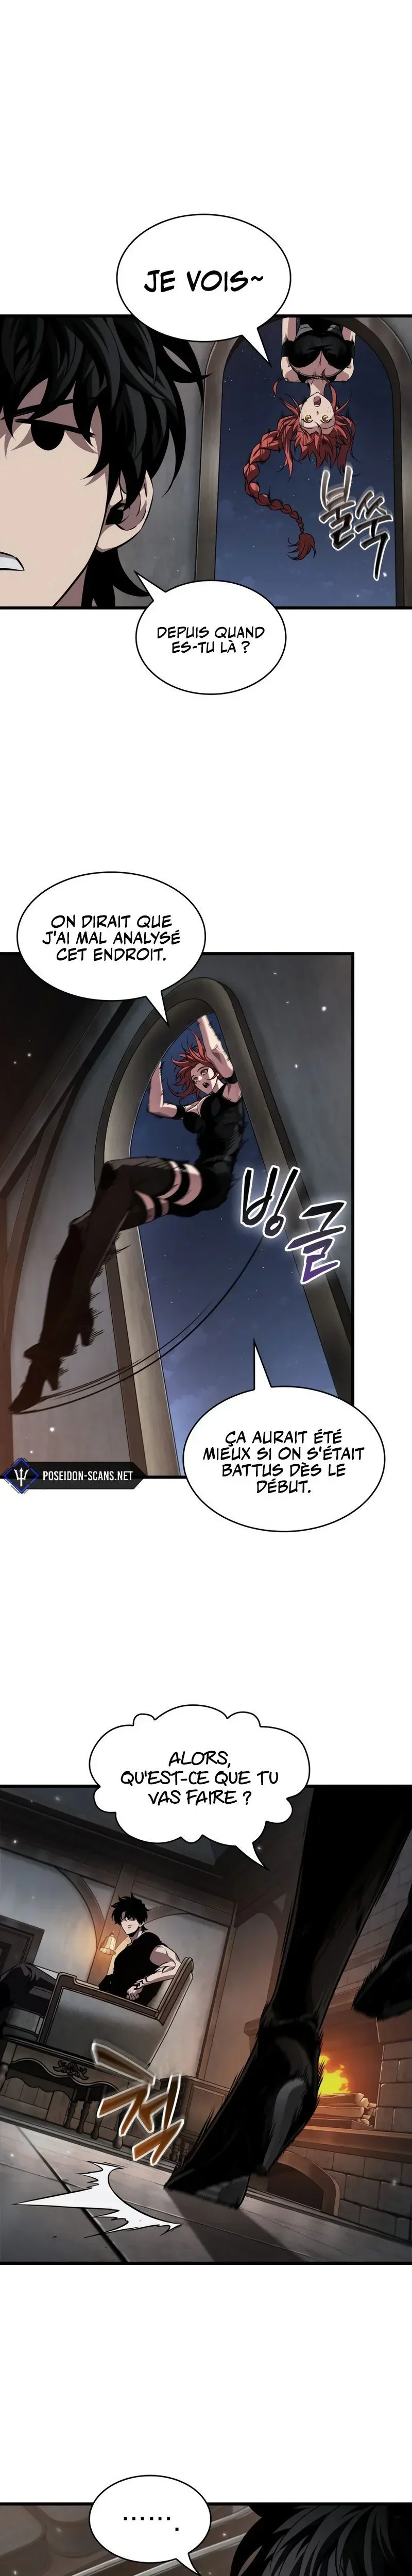 JE VOIS~
불쑥
DEPUIS QUAND
ES-TU LÀ ?
ON DIRAIT QUE
J'AI MAL ANALYSÉ
CET ENDROIT.
빙글
ÇA AURAIT ÉTÉ
MIEUX SI ON S'ÉTAIT
BATTUS DÈS LE
DÉBUT.
POSEIDON-SCANS.NET
ALORS,
QU'EST-CE QUE TU
VAS FAIRE ?
척
.......